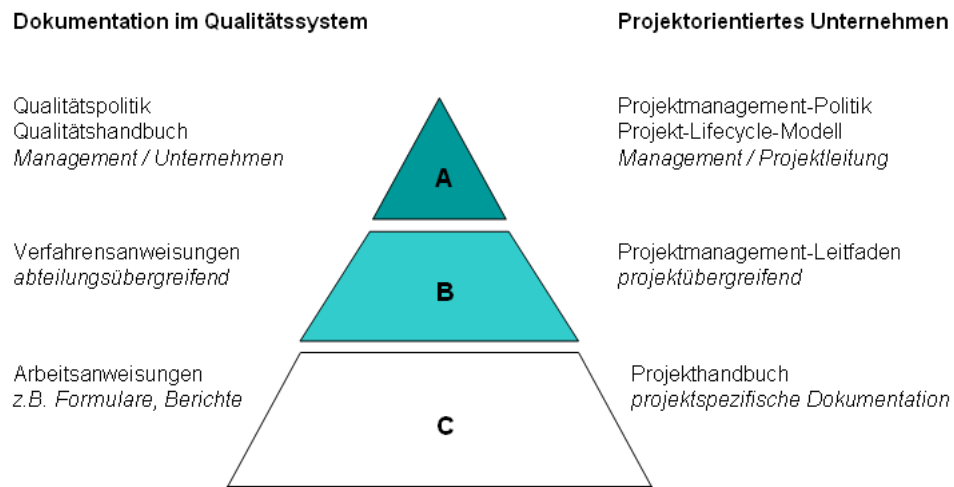 Dokumentation im Qualitätssystem
Projektorientiertes Unternehmen
Qualitätspolitik
Qualitätshandbuch
Management / Unternehmen
A
Projektmanagement-Politik
Projekt-Lifecycle-Modell
Management / Projektleitung
Verfahrensanweisungen
abteilungsübergreifend
B
Projektmanagement-Leitfaden
projektübergreifend
Arbeitsanweisungen
z.B. Formulare, Berichte
C
Projekthandbuch
projektspezifische Dokumentation